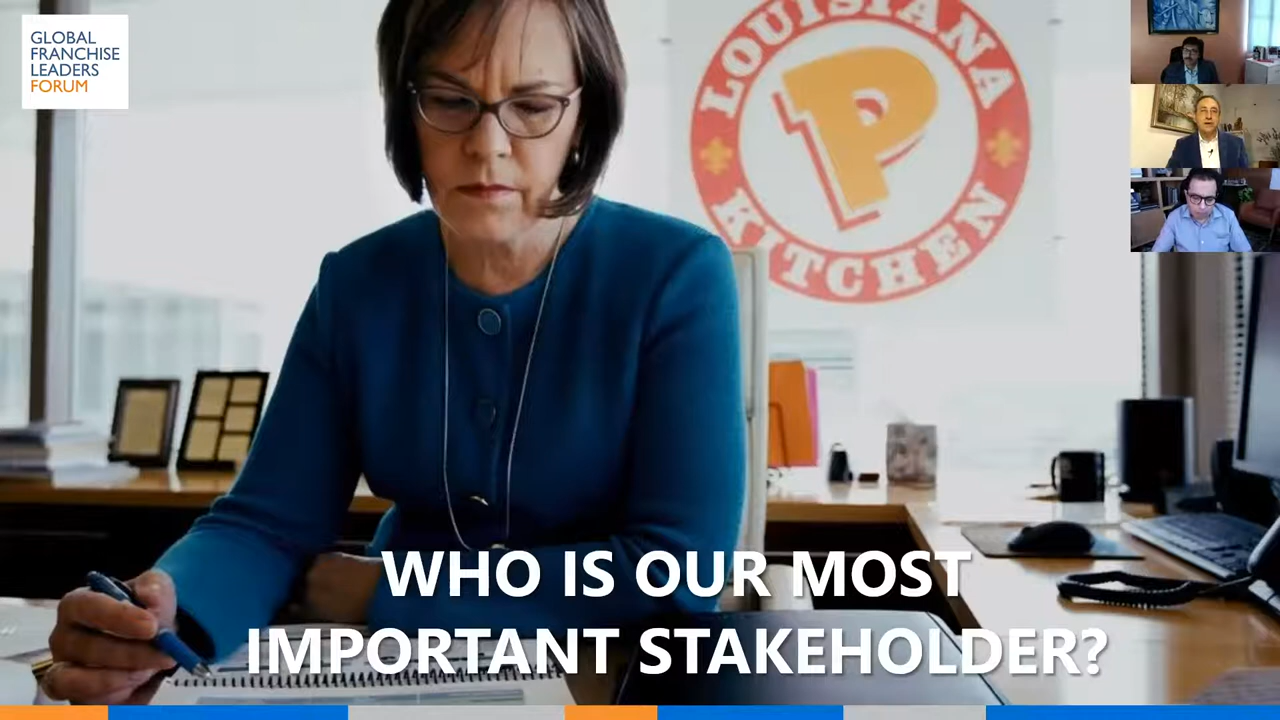 GLOBAL
FRANCHISE
LEADERS
FORUM
LOUISIANA
P
KITCHEN
WHO IS OUR MOST
IMPORTANT STAKEHOLDER?